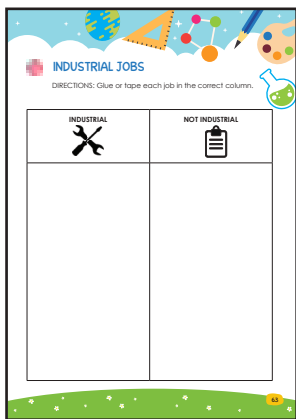 INDUSTRIAL JOBS
DIRECTIONS: Glue or tape each job in the correct column.
INDUSTRIAL
NOT INDUSTRIAL
63